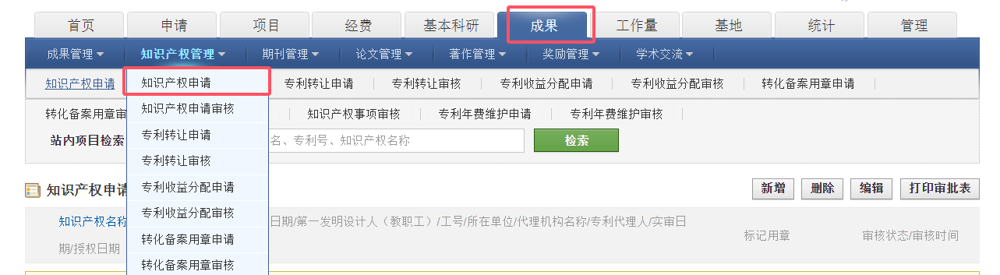 首页 申请 项目 经费 基本科研 成果 工作量 基地 统计 管理
成果管理 知识产权管理 期刊管理 论文管理 著作管理 奖励管理 学术交流
知识产权申请 知识产权申请 专利转让申请 专利转让审核 专利收益分配申请 专利收益分配审核 转化备案用章申请
知识产权申请审核
转化备案用章审 知识产权事项审核 专利年费维护申请 专利年费维护审核
专利转让申请
站内项目检索 名、专利号、知识产权名称 检索
专利转让审核
专利收益分配申请
知识产权申请 新增 删除 编辑 打印审批表
专利收益分配审核
知识产权名称 日期/第一发明设计人（教职工）/工号/所在单位/代理机构名称/专利代理人/实审日
期/授权日期 标记用章 审核状态/审核时间
转化备案用章申请
转化备案用章审核